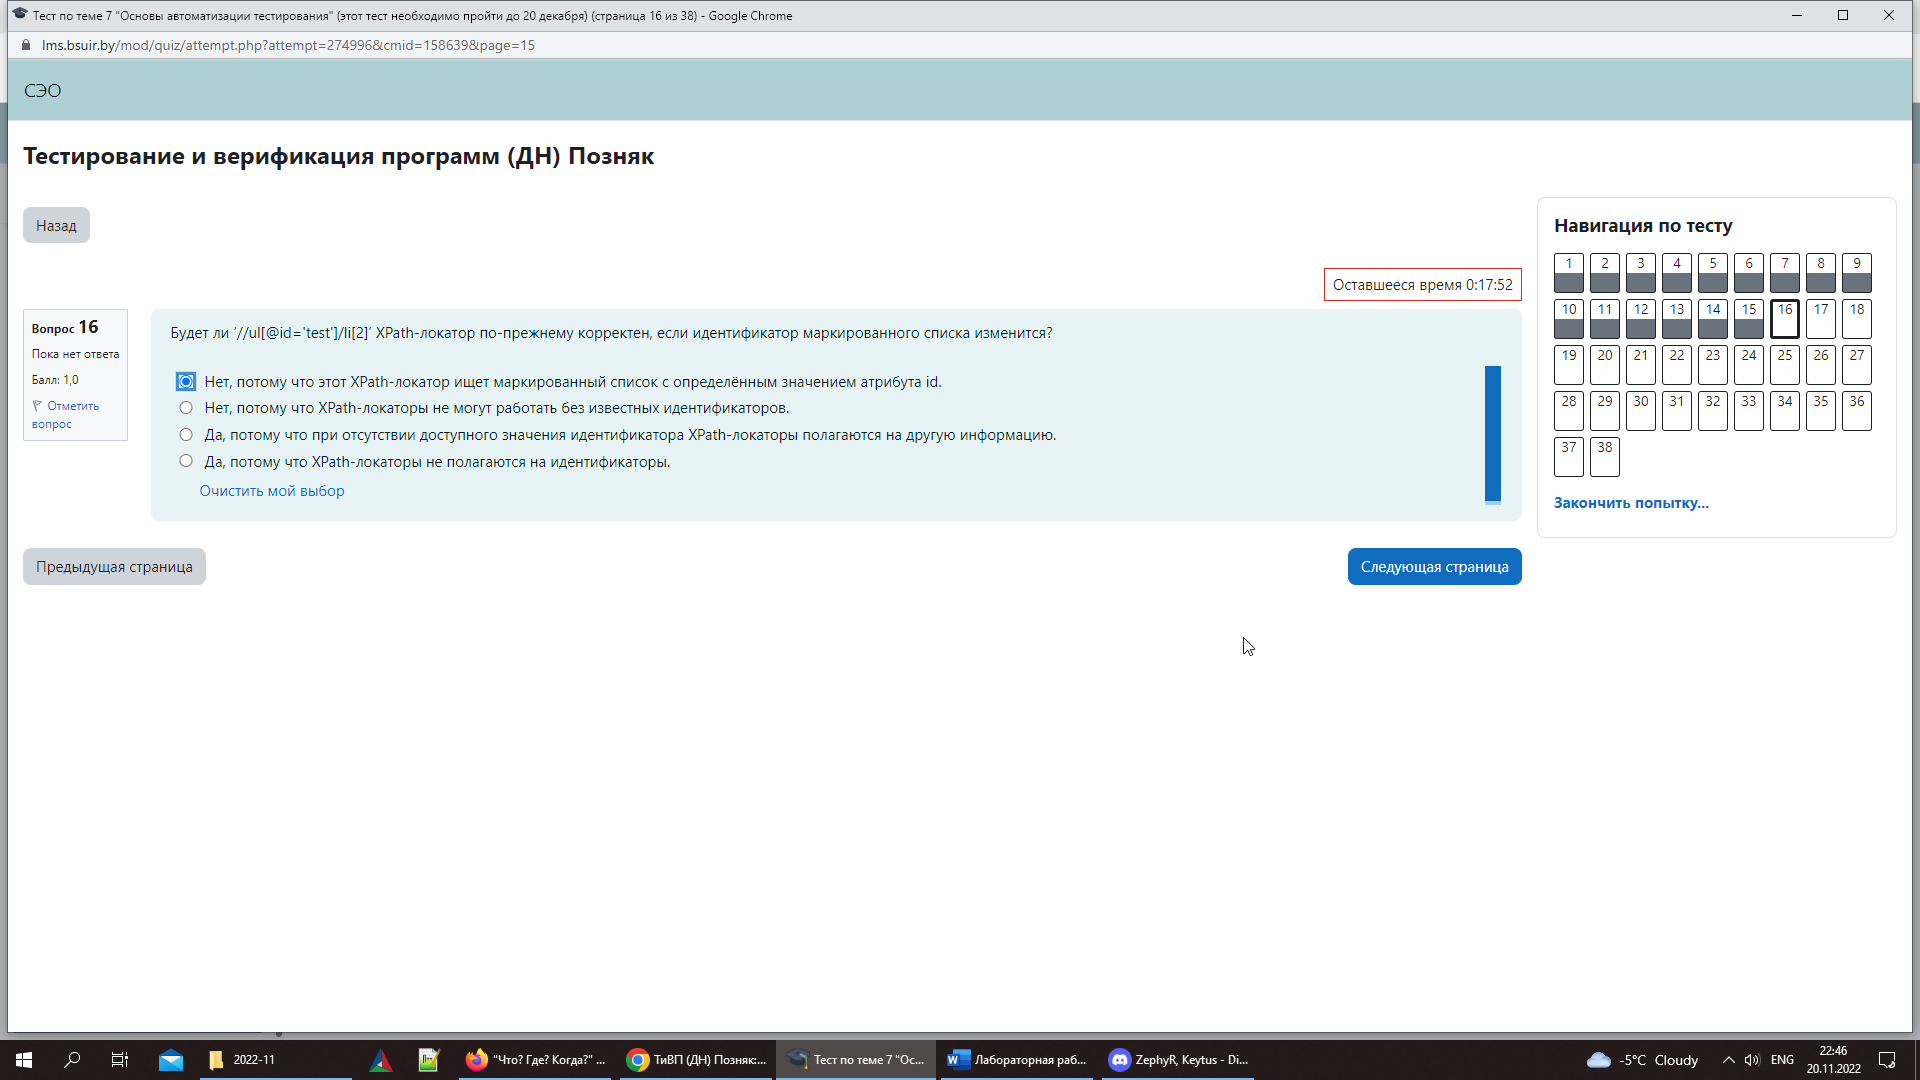 Тест по теме 7 "Основы автоматизации тестирования" (этот тест необходимо пройти до 20 декабря) (страница 16 из 38) - Google Chrome
lms.bsuir.by/mod/quiz/attempt.php?attempt=274996&cmid=158639&page=15
СЭО
Тестирование и верификация программ (ДН) Позняк
Назад
Оставшееся время 0:17:52
Вопрос 16
Пока нет ответа
Балл: 1,0
Отметить
вопрос
Будет ли '//ul[@id='test']/li[2]' XPath-локатор по-прежнему корректен, если идентификатор маркированного списка изменится?
Нет, потому что этот XPath-локатор ищет маркированный список с определённым значением атрибута id.
Нет, потому что XPath-локаторы не могут работать без известных идентификаторов.
Да, потому что при отсутствии доступного значения идентификатора XPath-локаторы полагаются на другую информацию.
Да, потому что XPath-локаторы не полагаются на идентификаторы.
Очистить мой выбор
Предыдущая страница
Следующая страница
Навигация по тесту
1 2 3 4 5 6 7 8 9
10 11 12 13 14 15 16 17 18
19 20 21 22 23 24 25 26 27
28 29 30 31 32 33 34 35 36
37 38
Закончить попытку...
2022-11
"Что? Где? Когда?" ...
ТиВП (ДН) Позняк:...
Тест по теме 7 "Ос...
Лабораторная раб...
ZephyR, Keytus - Di...
-5°C Cloudy
ENG
22:46
20.11.2022